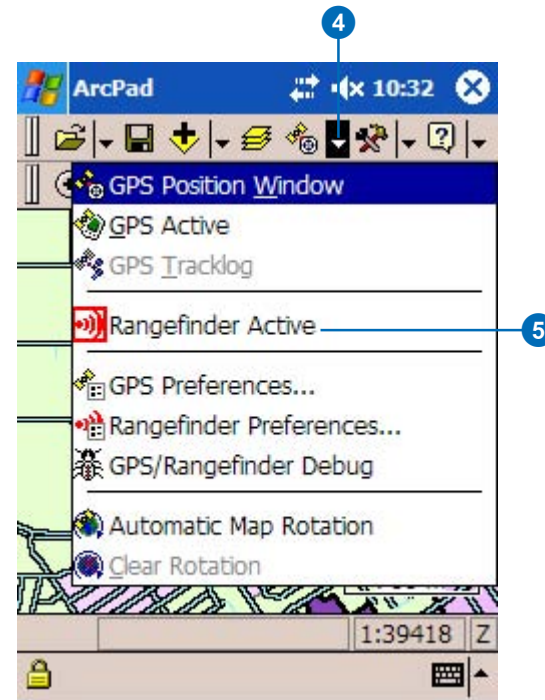 4
ArcPad 10:32
GPS Position Window
GPS Active
GPS Tracklog
Rangefinder Active
5
GPS Preferences...
Rangefinder Preferences...
GPS/Rangefinder Debug
Automatic Map Rotation
Clear Rotation
1:39418 Z